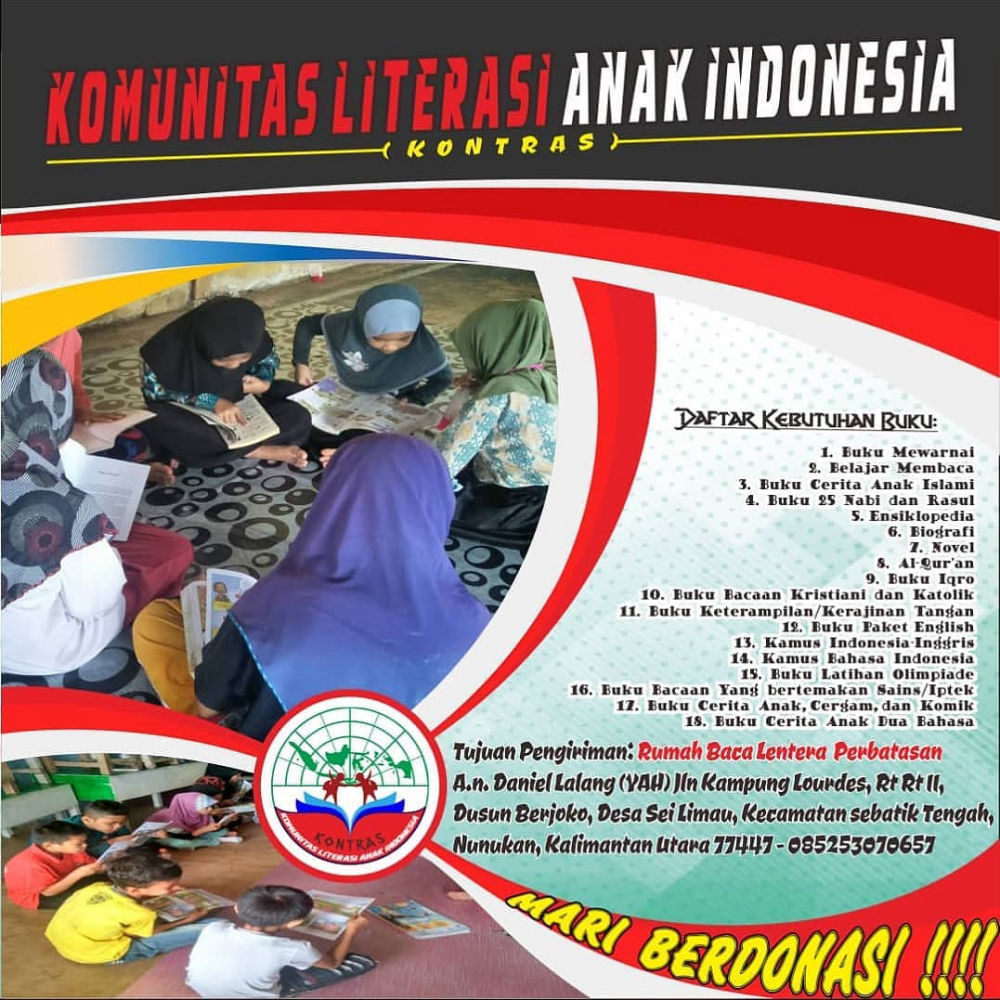 KOMUNITAS LITERASI ANAK INDONESIA
( KONTRAS )
DAFTAR KEBUTUHAN BUKU:
1. Buku Mewarnai
2. Belajar Membaca
3. Buku Cerita Anak Islami
4. Buku 25 Nabi dan Rasul
5. Ensiklopedia
6. Biografi
7. Novel
8. Al-Qur'an
9. Buku Iqro
10. Buku Bacaan Kristiani dan Katolik
11. Buku Keterampilan/Kerajinan Tangan
12. Buku Paket English
13. Kamus Indonesia-Inggris
14. Kamus Bahasa Indonesia
15. Buku Latihan Olimpiade
16. Buku Bacaan Yang bertemakan Sains/Iptek
17. Buku Cerita Anak, Cergam, dan Komik
18. Buku Cerita Anak Dua Bahasa
Tujuan Pengiriman: Rumah Baca Lentera Perbatasan
A.n. Daniel Lalang (YAH) Jln Kampung Lourdes, Rt Rt II,
Dusun Berjoko, Desa Sei Limau, Kecamatan sebatik Tengah,
Nunukan, Kalimantan Utara 77447 - 085253070657
KONTRAS
KOMUNITAS LITERASI ANAK INDONESIA
MARI BERDONASI !!!!